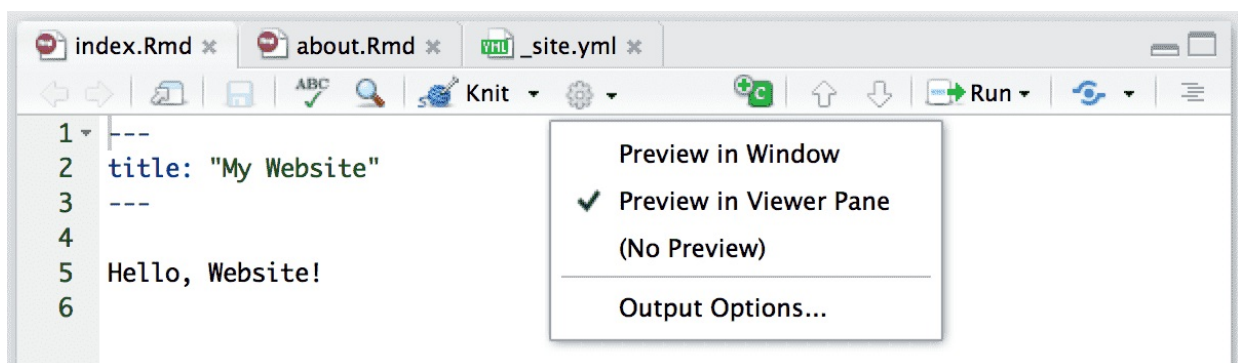 index.Rmd about.Rmd YML _site.yml
ABC Knit C Run
1 ---
2 title: "My Website"
3 ---
4
5 Hello, Website!
6
Preview in Window
Preview in Viewer Pane
(No Preview)
Output Options...